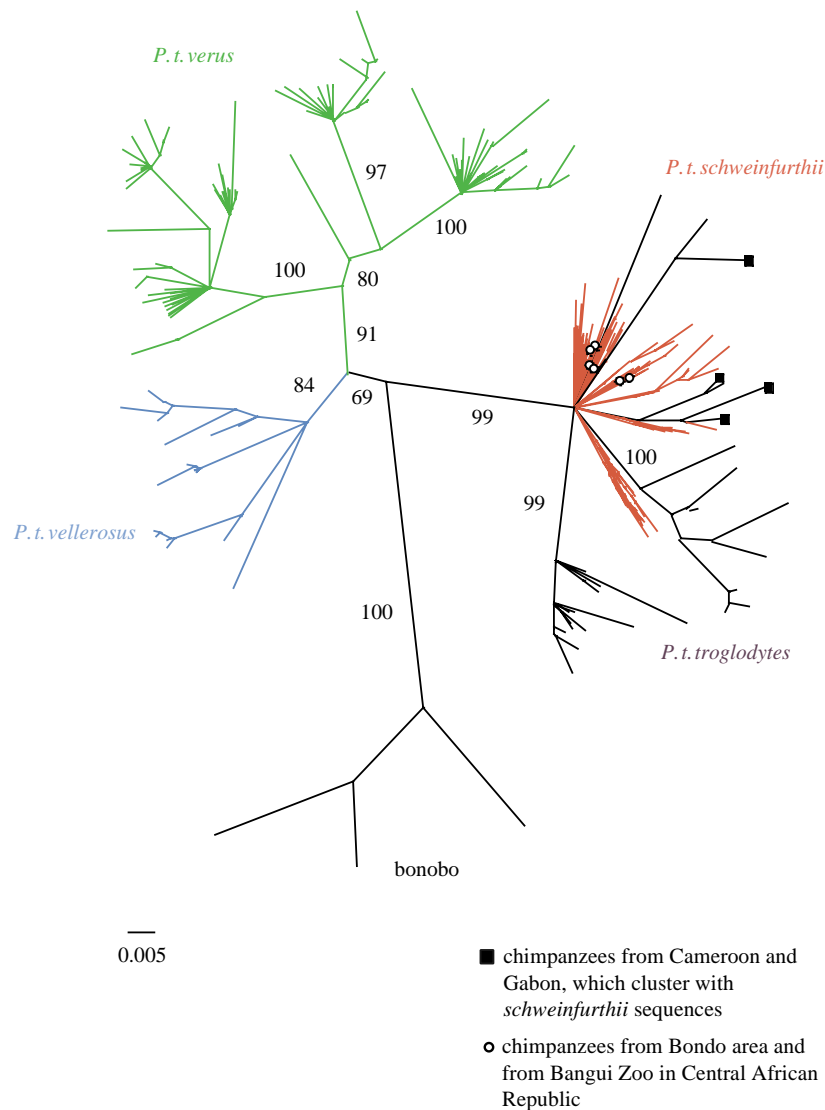 P. t. verus
P. t. schweinfurthii
97
100
100
80
91
84
69
99
100
99
P. t. vellerosus
100
P. t. troglodytes
bonobo
0.005
chimpanzees from Cameroon and
Gabon, which cluster with
schweinfurthii sequences
chimpanzees from Bondo area and
from Bangui Zoo in Central African
Republic